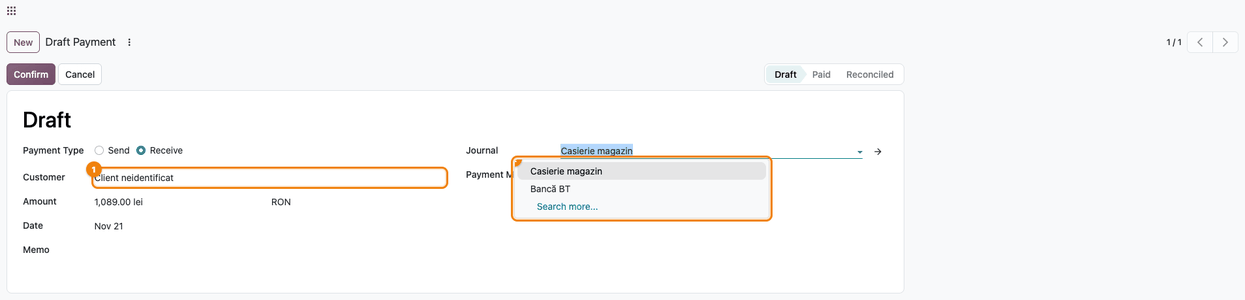 New Draft Payment 1 / 1
Confirm Cancel Draft Paid Reconciled
Draft
Payment Type Send Receive Journal Casierie magazin
1
Customer Client neidentificat Payment M
Casierie magazin
Bancă BT
Search more...
Amount 1,089.00 lei RON
Date Nov 21
Memo